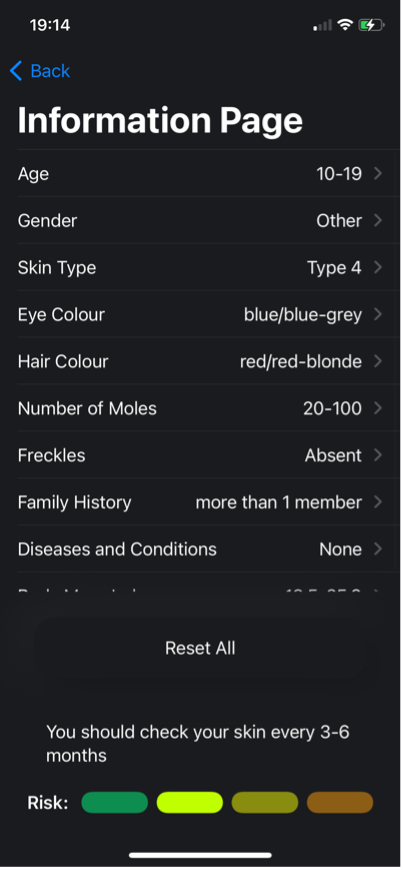 19:14
Back
Information Page
Age 10-19
Gender Other
Skin Type Type 4
Eye Colour blue/blue-grey
Hair Colour red/red-blonde
Number of Moles 20-100
Freckles Absent
Family History more than 1 member
Diseases and Conditions None
Reset All
You should check your skin every 3-6
months
Risk: